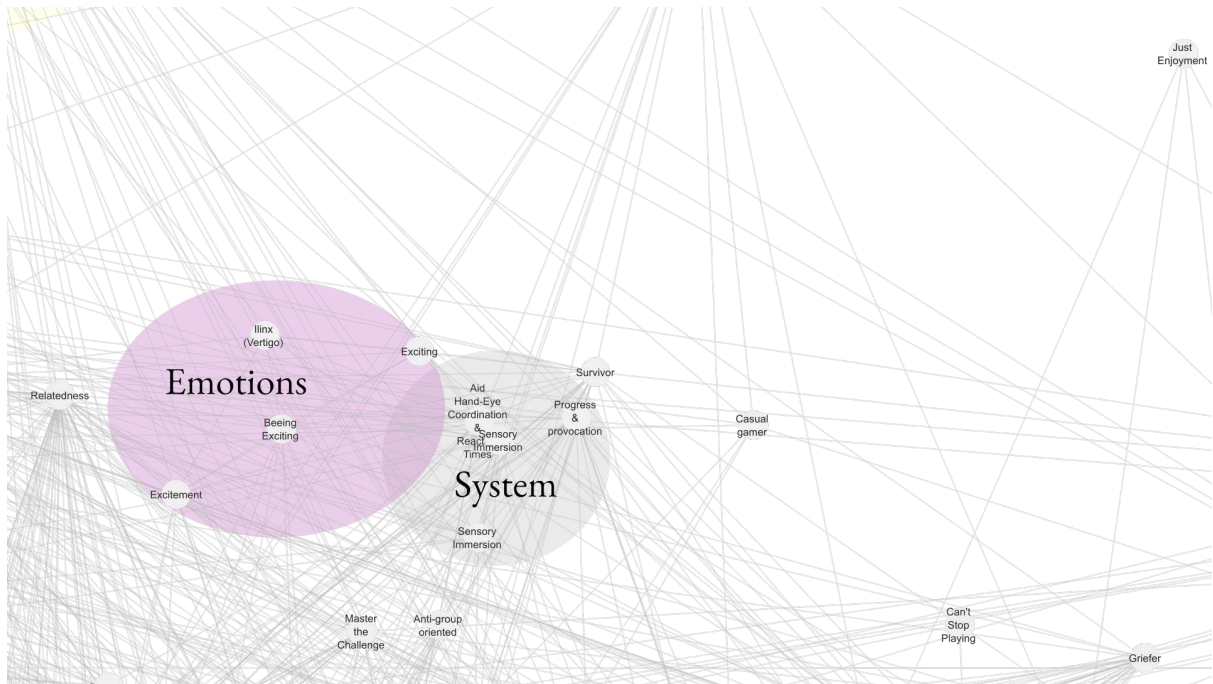 Just
Enjoyment
Ilinx
(Vertigo)
Exciting
Emotions
Survivor
Relatedness
Aid
Hand-Eye
Coordination
&
React
Times
Sensory
Immersion
Progress
&
provocation
Casual
gamer
Beeing
Exciting
System
Excitement
Sensory
Immersion
Master
the
Challenge
Anti-group
oriented
Can't
Stop
Playing
Griefer